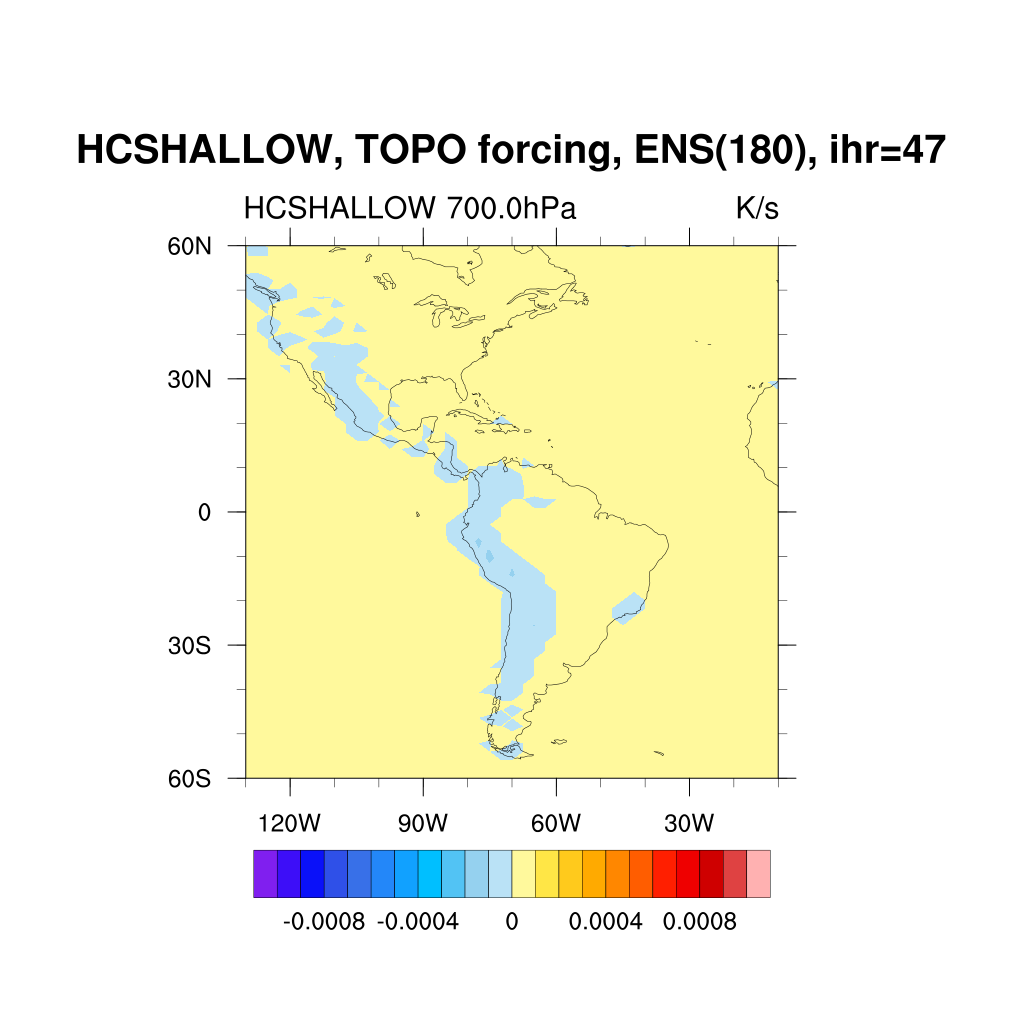 HCSHALLOW, TOPO forcing, ENS(180), ihr=47
HCSHALLOW 700.0hPa K/s
60N
30N
0
30S
60S
120W 90W 60W 30W
-0.0008 -0.0004 0 0.0004 0.0008